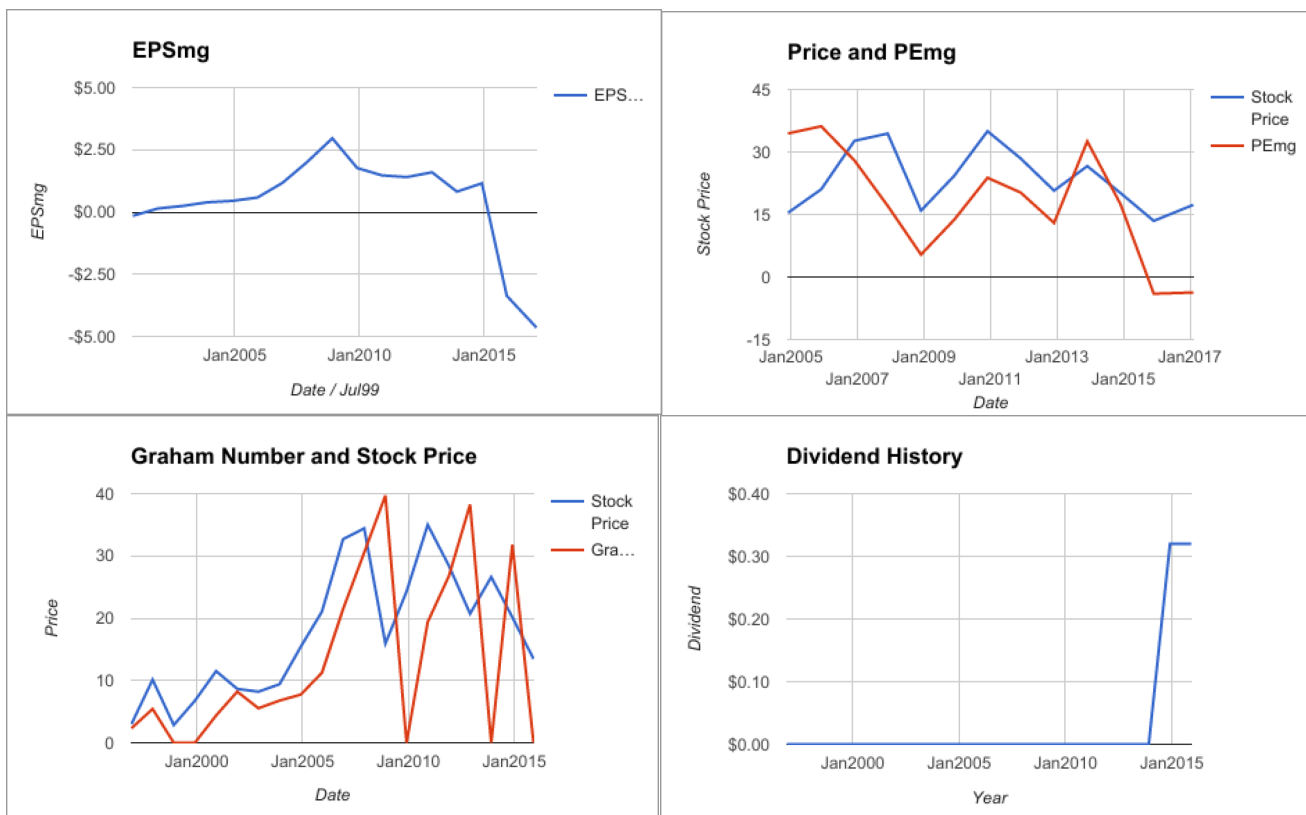 EPSmg
$5.00
$2.50
$0.00
-$2.50
-$5.00
EPSmg
EPS…
Jan2005
Jan2010
Jan2015
Date / Jul99
Price and PEmg
45
30
15
0
-15
Stock Price
Stock
Price
PEmg
Jan2005
Jan2009
Jan2013
Jan2017
Jan2007
Jan2011
Jan2015
Date
Graham Number and Stock Price
40
30
20
10
0
Price
Stock
Price
Gra…
Jan2000
Jan2005
Jan2010
Jan2015
Date
Dividend History
$0.40
$0.30
$0.20
$0.10
$0.00
Dividend
Jan2000
Jan2005
Jan2010
Jan2015
Year